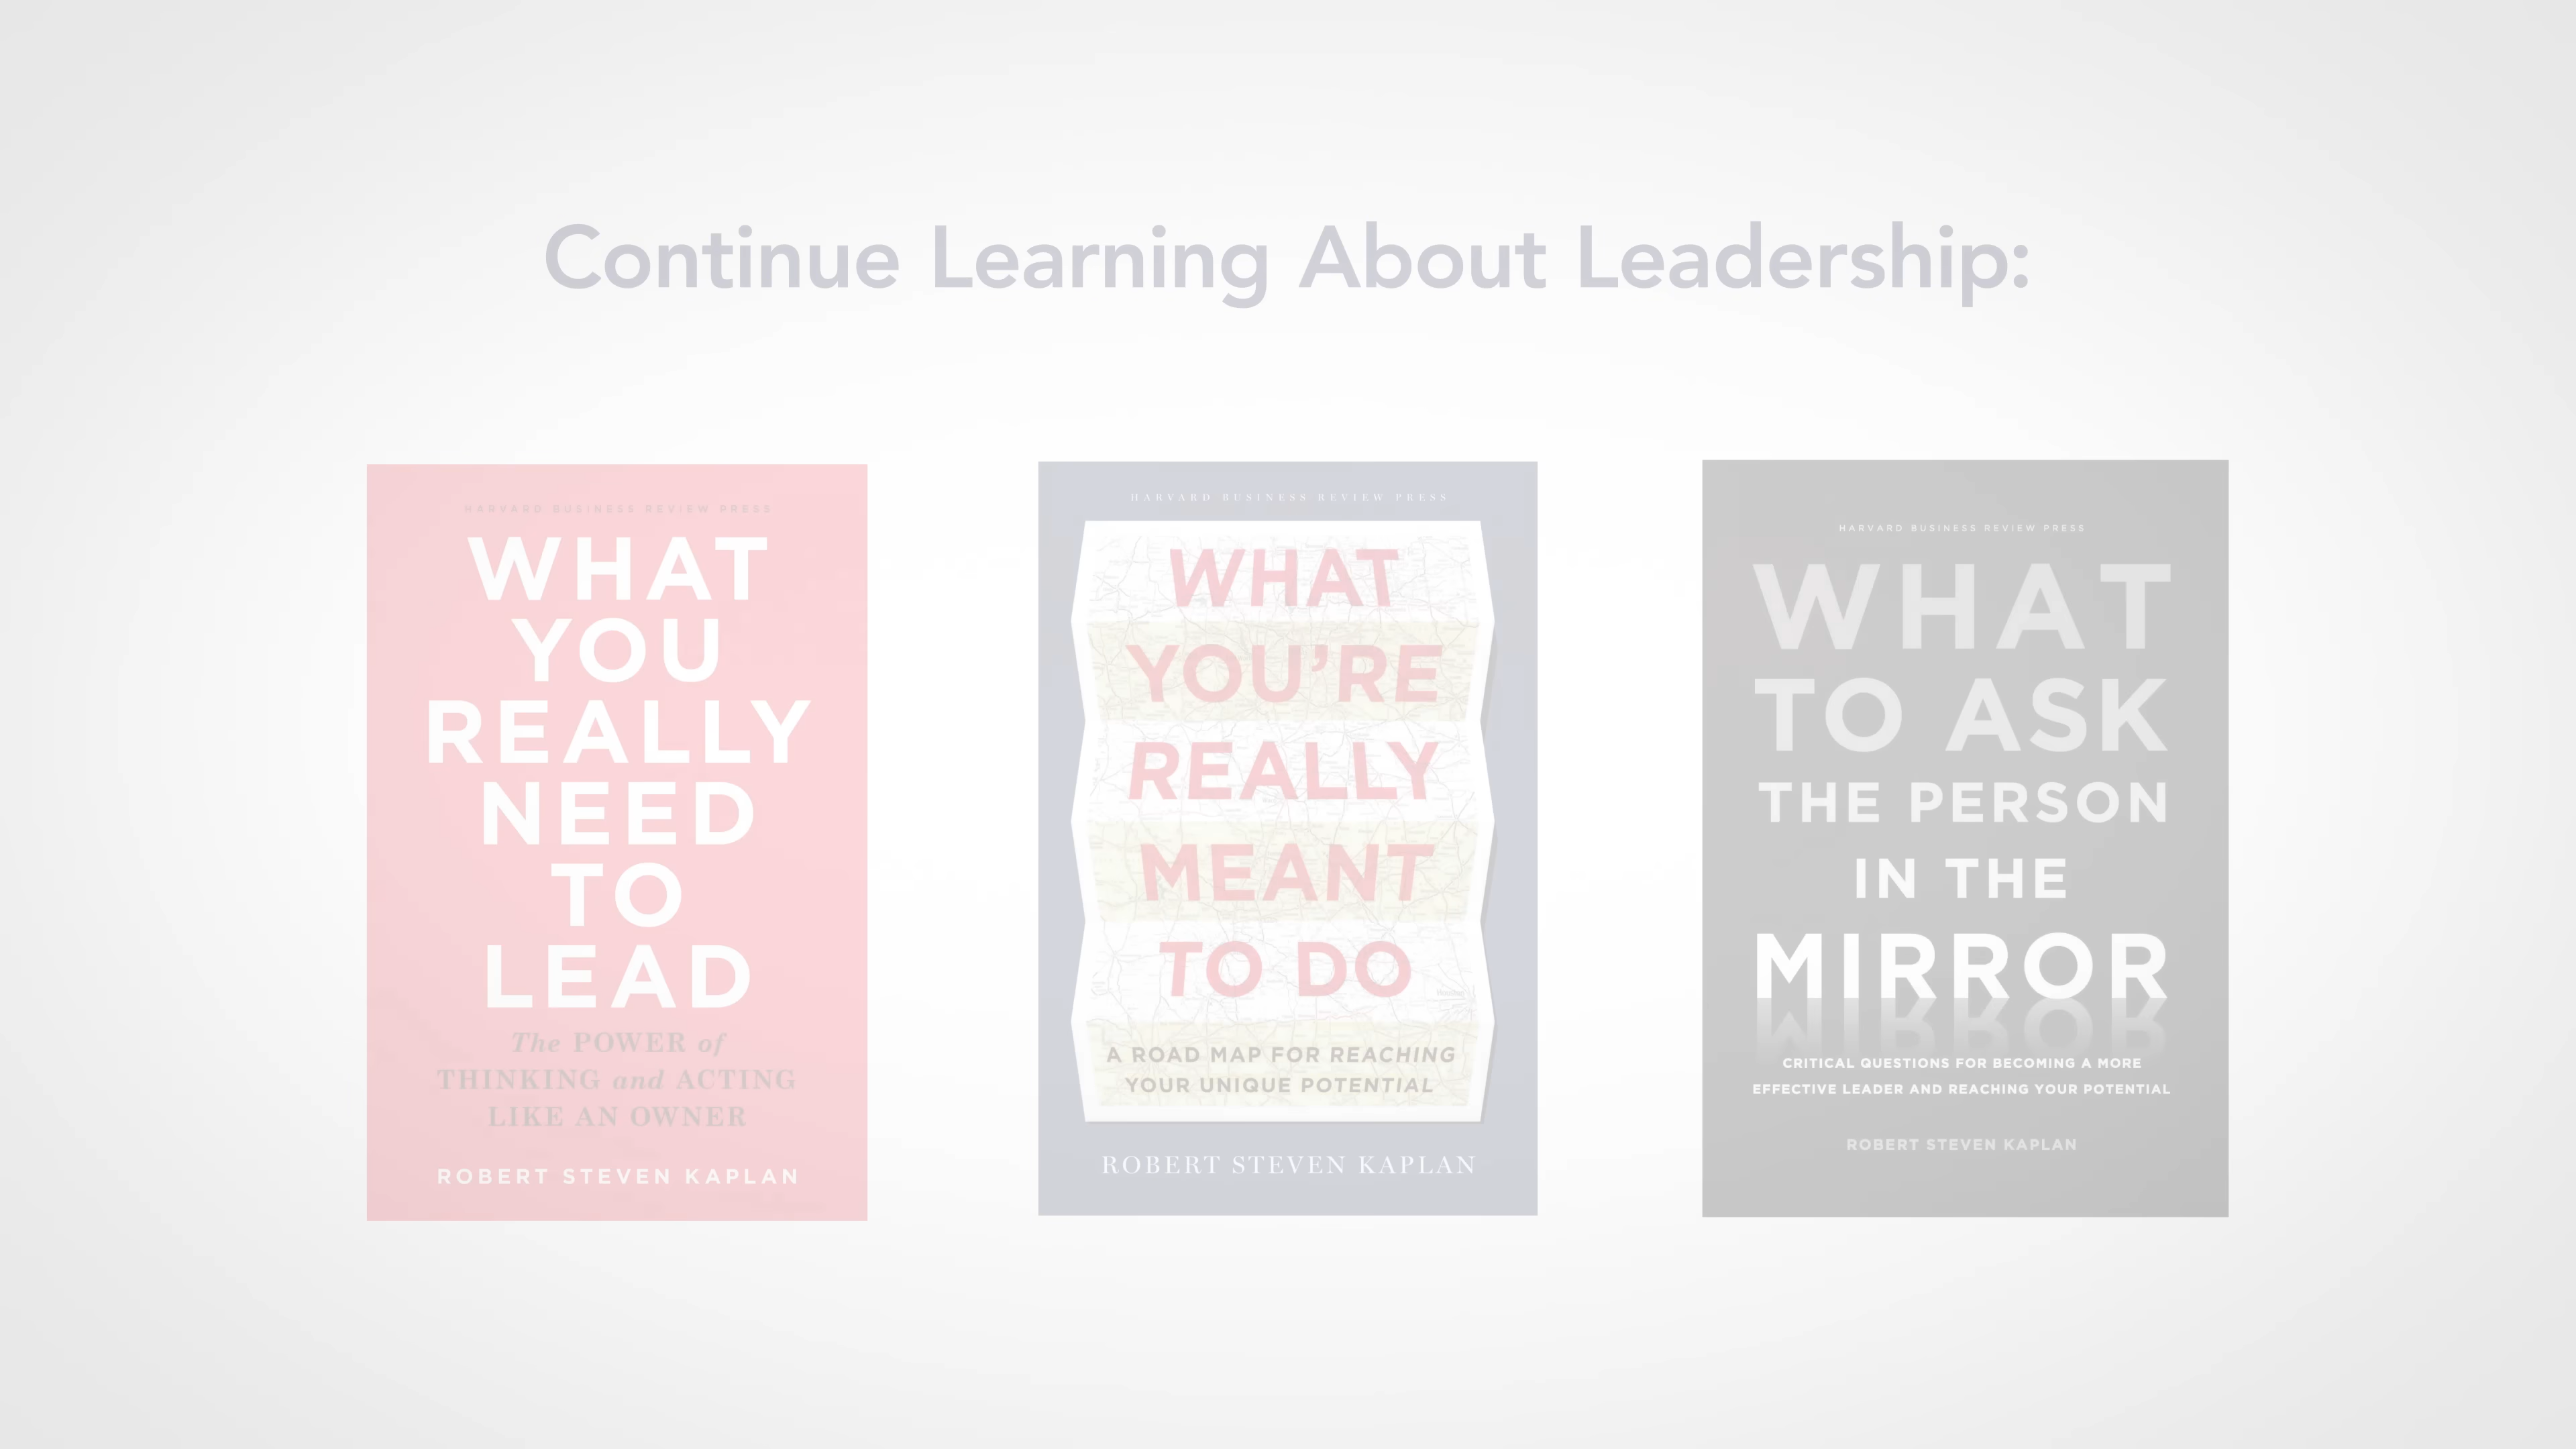 Continue Learning About Leadership:
HARVARD BUSINESS REVIEW PRESS
WHAT
YOU
REALLY
NEED
TO
LEAD
The POWER of
THINKING and ACTING
LIKE AN OWNER
ROBERT STEVEN KAPLAN
HARVARD BUSINESS REVIEW PRESS
WHAT
YOU'RE
REALLY
MEANT
TO DO
A ROAD MAP FOR REACHING
YOUR UNIQUE POTENTIAL
ROBERT STEVEN KAPLAN
HARVARD BUSINESS REVIEW PRESS
WHAT
TO ASK
THE PERSON
IN THE
MIRROR
CRITICAL QUESTIONS FOR BECOMING A MORE
EFFECTIVE LEADER AND REACHING YOUR POTENTIAL
ROBERT STEVEN KAPLAN